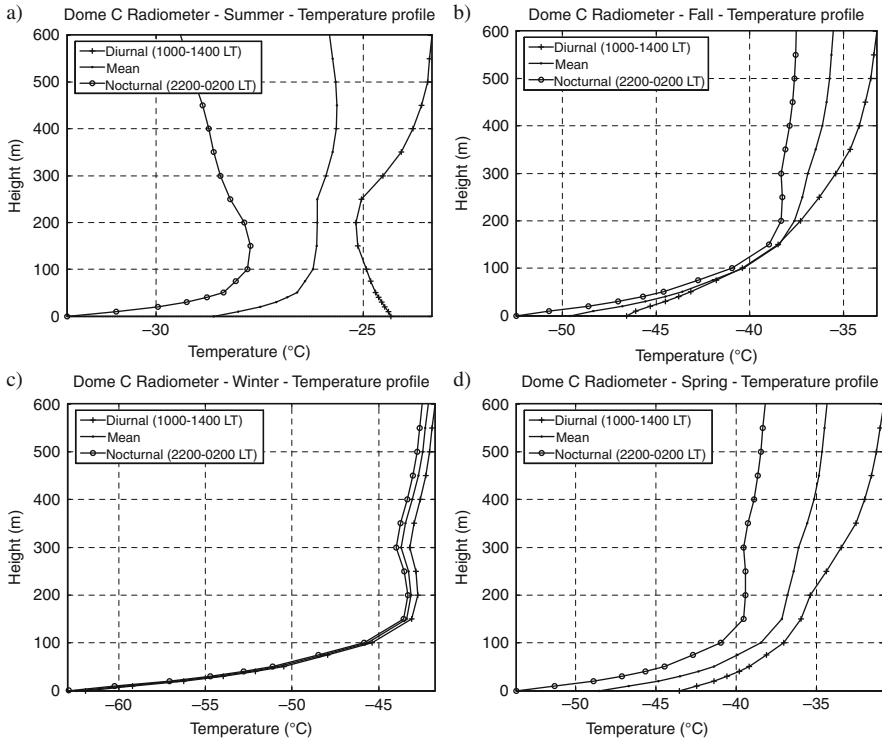 a)
Dome C Radiometer - Summer - Temperature profile
600
500
400
300
200
100
0
Height (m)
Diurnal (1000-1400 LT)
Mean
Nocturnal (2200-0200 LT)
−30
−25
Temperature (°C)
b)
Dome C Radiometer - Fall - Temperature profile
600
500
400
300
200
100
0
Height (m)
Diurnal (1000-1400 LT)
Mean
Nocturnal (2200-0200 LT)
−50
−45
−40
−35
Temperature (°C)
c)
Dome C Radiometer - Winter - Temperature profile
600
500
400
300
200
100
0
Height (m)
Diurnal (1000-1400 LT)
Mean
Nocturnal (2200-0200 LT)
−60
−55
−50
−45
Temperature (°C)
d)
Dome C Radiometer - Spring - Temperature profile
600
500
400
300
200
100
0
Height (m)
Diurnal (1000-1400 LT)
Mean
Nocturnal (2200-0200 LT)
−50
−45
−40
−35
Temperature (°C)